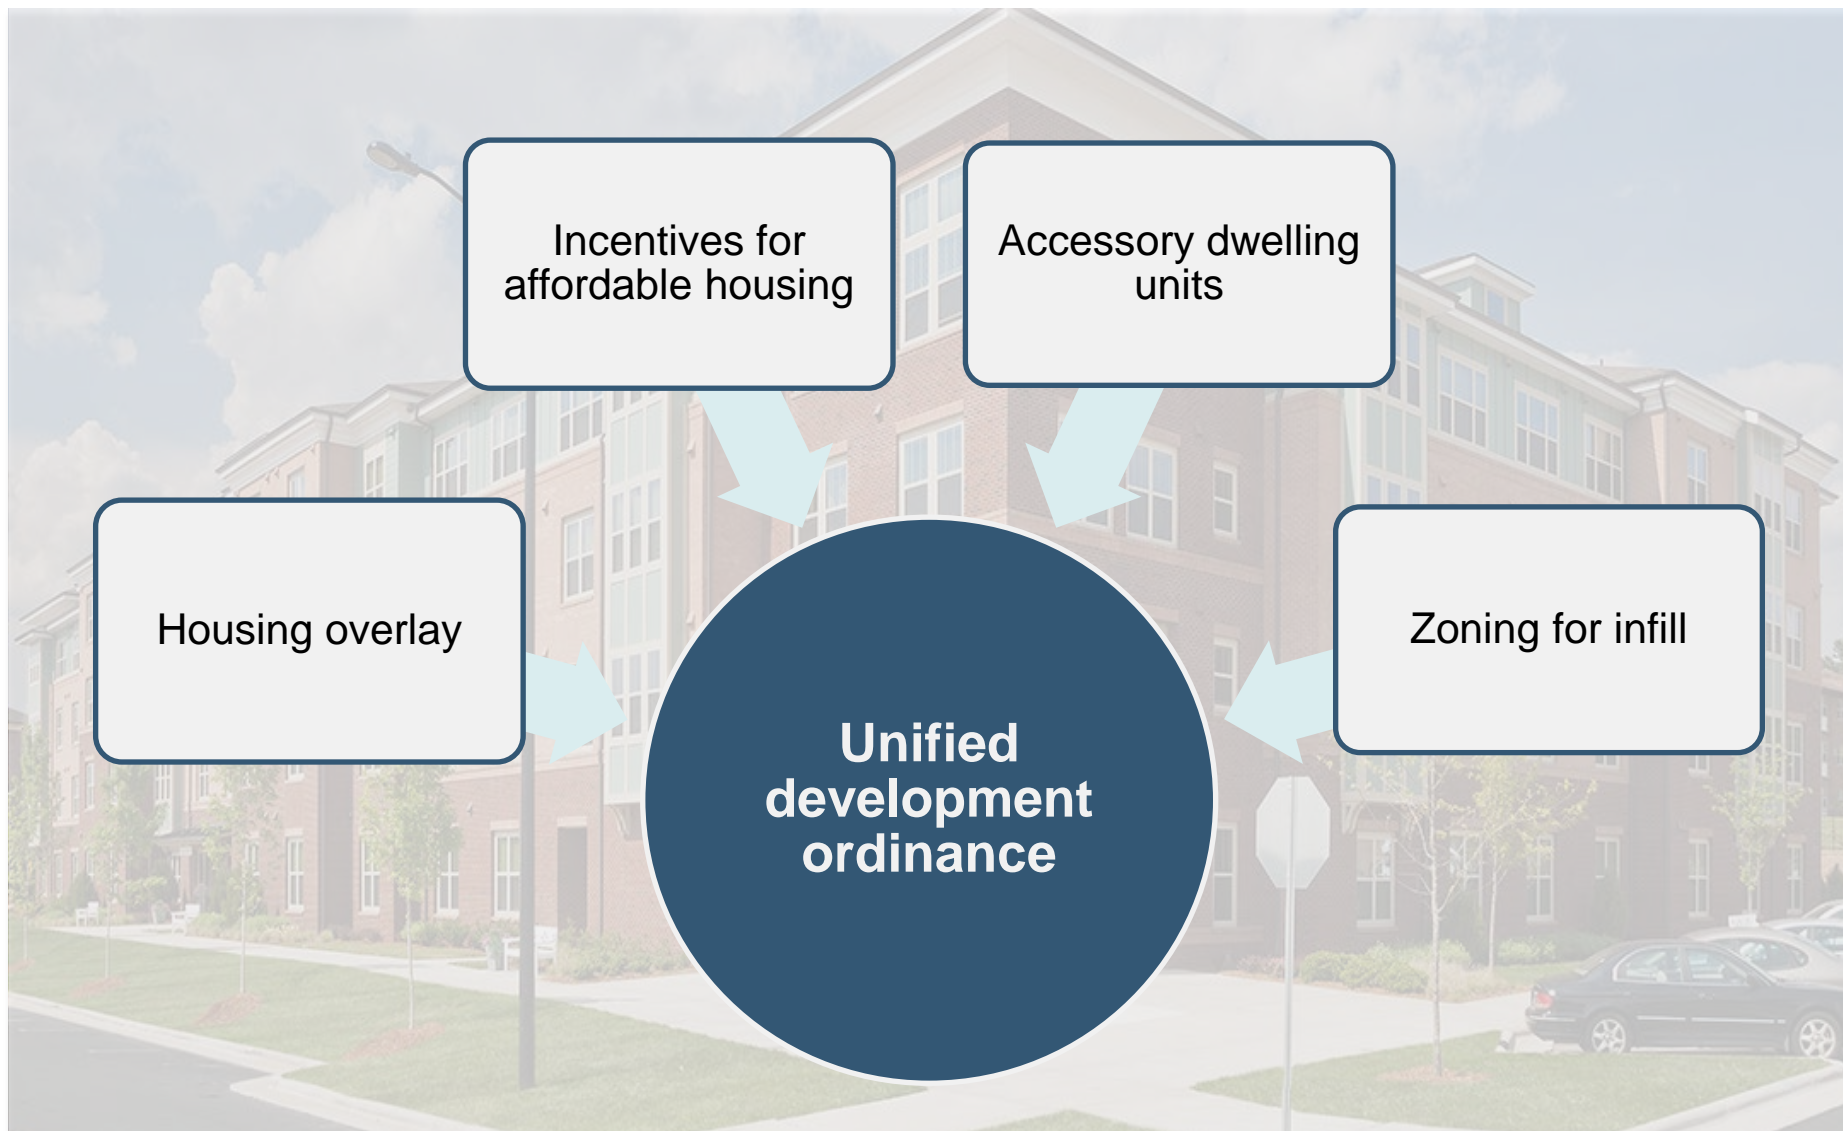 Incentives for
affordable housing
Accessory dwelling
units
Housing overlay
Zoning for infill
Unified
development
ordinance